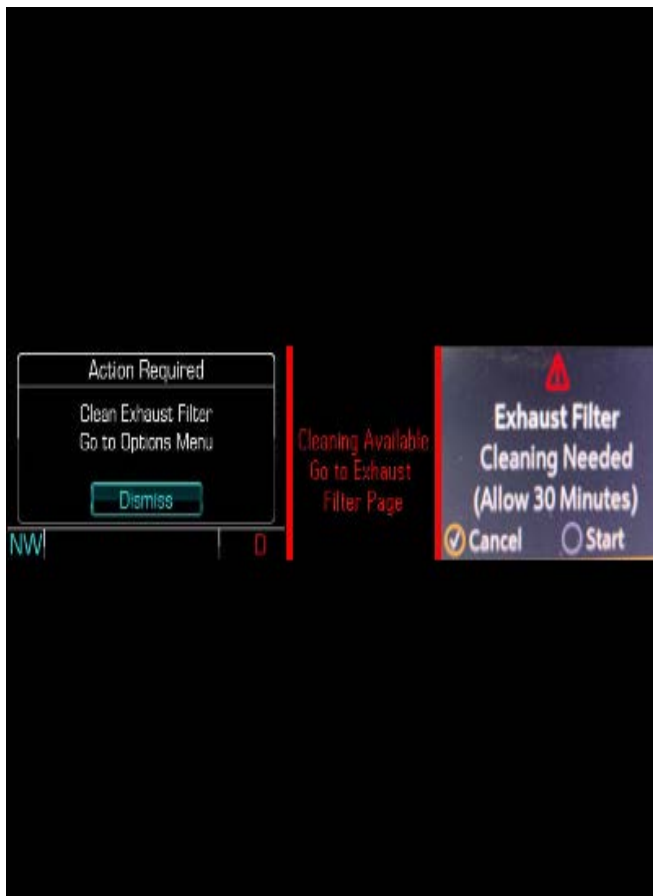 Action Required
Clean Exhaust Filter
Go to Options Menu
Dismiss
NW
D
Cleaning Available
Go to Exhaust
Filter Page
Exhaust Filter
Cleaning Needed
(Allow 30 Minutes)
Cancel
Start